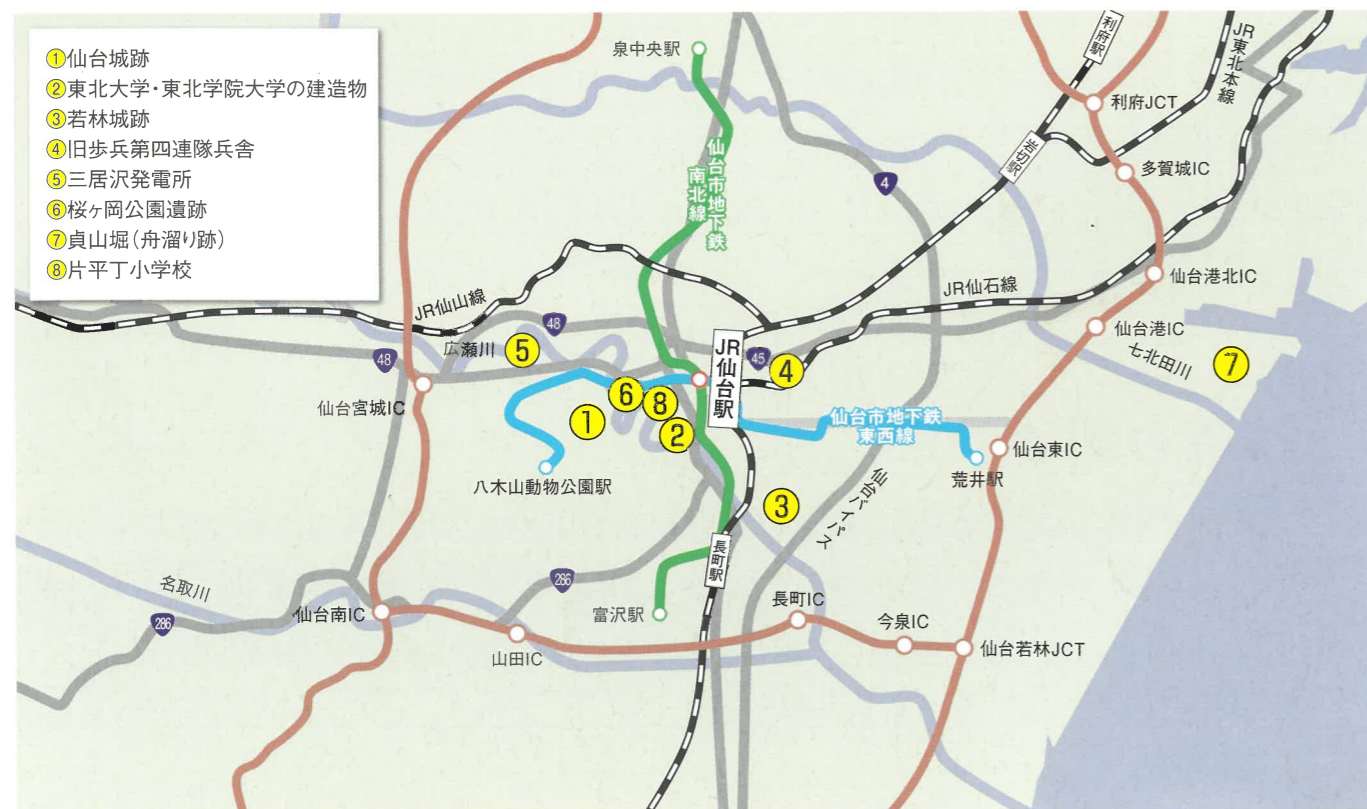 ①仙台城跡
②東北大学・東北学院大学の建造物
③若林城跡
④旧歩兵第四連隊兵舎
⑤三居沢発電所
⑥桜ヶ岡公園遺跡
⑦貞山堀（舟溜り跡）
⑧片平丁小学校
泉中央駅
利府駅
JR東北本線
利府JCT
岩切駅
多賀城IC
仙台市地下鉄
南北線
4
仙台港北IC
JR仙石線
JR仙山線
48
仙台港IC
七北田川
⑦
広瀬川
⑤
48
45
④
JR仙台駅
仙台宮城IC
⑥
⑧
①
②
仙台市地下鉄
東西線
仙台東IC
荒井駅
八木山動物公園駅
仙台バイパス
③
長町駅
286
名取川
286
仙台南IC
富沢駅
山田IC
長町IC
今泉IC
仙台若林JCT